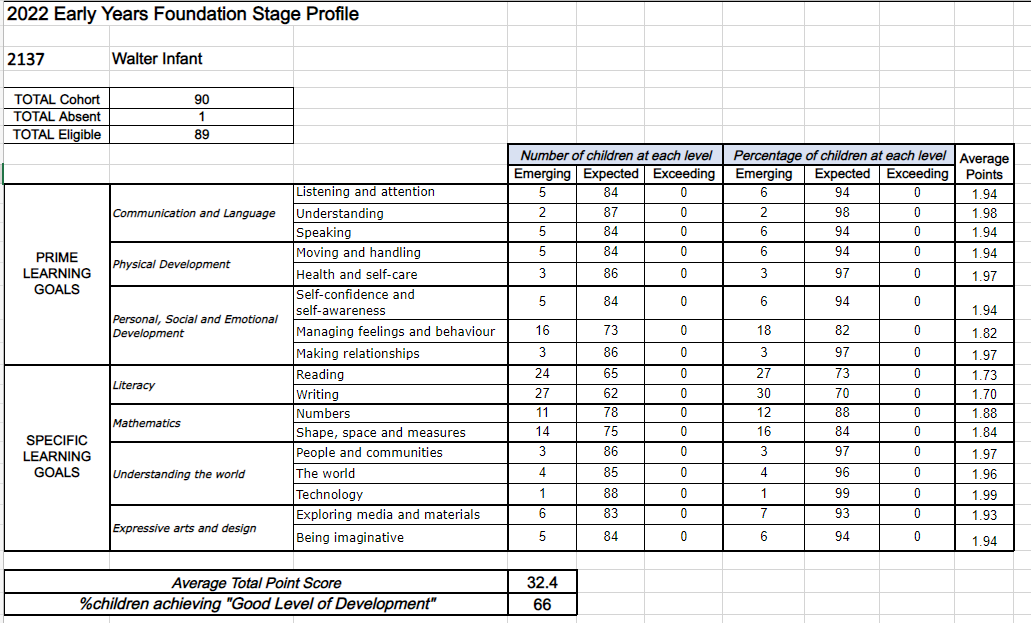 2022 Early Years Foundation Stage Profile
2137 Walter Infant
TOTAL Cohort 90
TOTAL Absent 1
TOTAL Eligible 89
Number of children at each level Percentage of children at each level Average Points
Emerging Expected Exceeding Emerging Expected Exceeding
PRIME LEARNING GOALS
Communication and Language
Listening and attention 5 84 0 6 94 0 1.94
Understanding 2 87 0 2 98 0 1.98
Speaking 5 84 0 6 94 0 1.94
Physical Development
Moving and handling 5 84 0 6 94 0 1.94
Health and self-care 3 86 0 3 97 0 1.97
Personal, Social and Emotional Development
Self-confidence and self-awareness 5 84 0 6 94 0 1.94
Managing feelings and behaviour 16 73 0 18 82 0 1.82
Making relationships 3 86 0 3 97 0 1.97
SPECIFIC LEARNING GOALS
Literacy
Reading 24 65 0 27 73 0 1.73
Writing 27 62 0 30 70 0 1.70
Mathematics
Numbers 11 78 0 12 88 0 1.88
Shape, space and measures 14 75 0 16 84 0 1.84
Understanding the world
People and communities 3 86 0 3 97 0 1.97
The world 4 85 0 4 96 0 1.96
Technology 1 88 0 1 99 0 1.99
Expressive arts and design
Exploring media and materials 6 83 0 7 93 0 1.93
Being imaginative 5 84 0 6 94 0 1.94
Average Total Point Score 32.4
%children achieving "Good Level of Development" 66